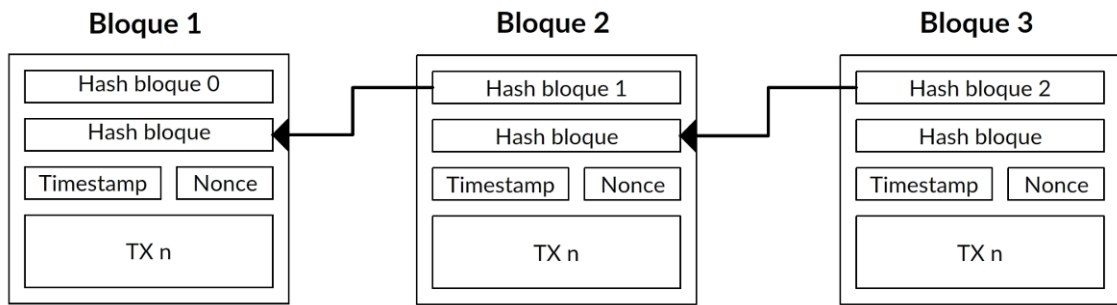 Bloque 1
Hash bloque 0
Hash bloque
Timestamp
Nonce
TX n
Bloque 2
Hash bloque 1
Hash bloque
Timestamp
Nonce
TX n
Bloque 3
Hash bloque 2
Hash bloque
Timestamp
Nonce
TX n